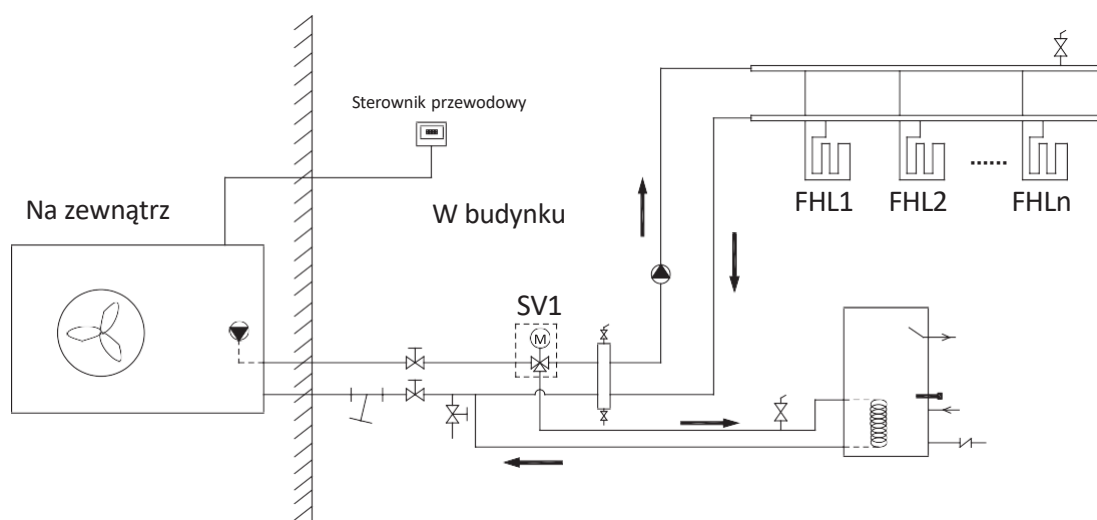 Sterownik przewodowy
Na zewnątrz
W budynku
FHL1
FHL2
......
FHLn
SV1
M